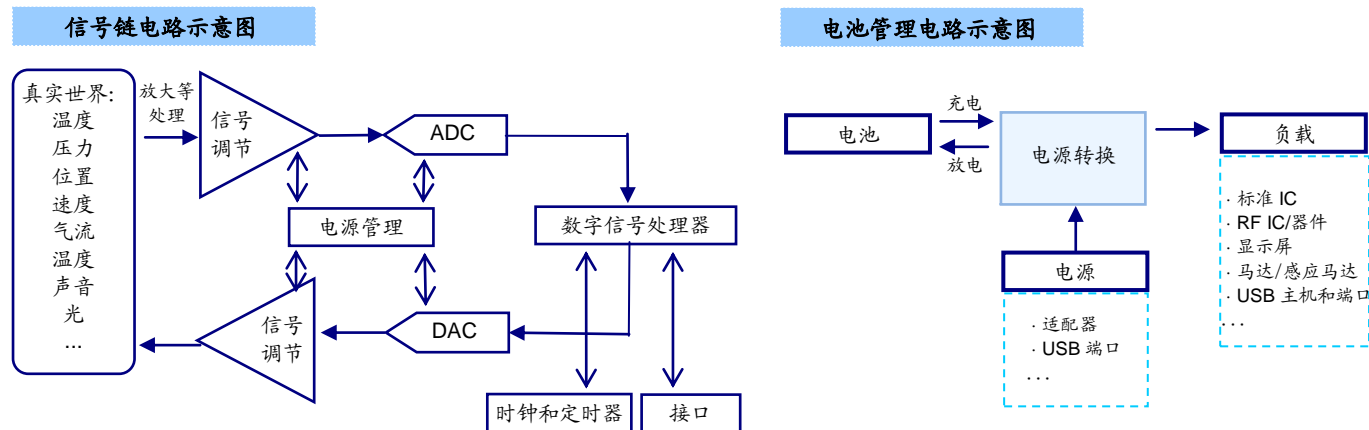 信号链电路示意图
真实世界:
温度
压力
位置
速度
气流
温度
声音
光
...
放大等
处理
信号
调节
ADC
电源管理
数字信号处理器
信号
调节
DAC
时钟和定时器
接口
电池管理电路示意图
电池
充电
放电
电源转换
负载
· 标准 IC
· RF IC/器件
· 显示屏
· 马达/感应马达
· USB 主机和端口
...
电源
· 适配器
· USB 端口
...